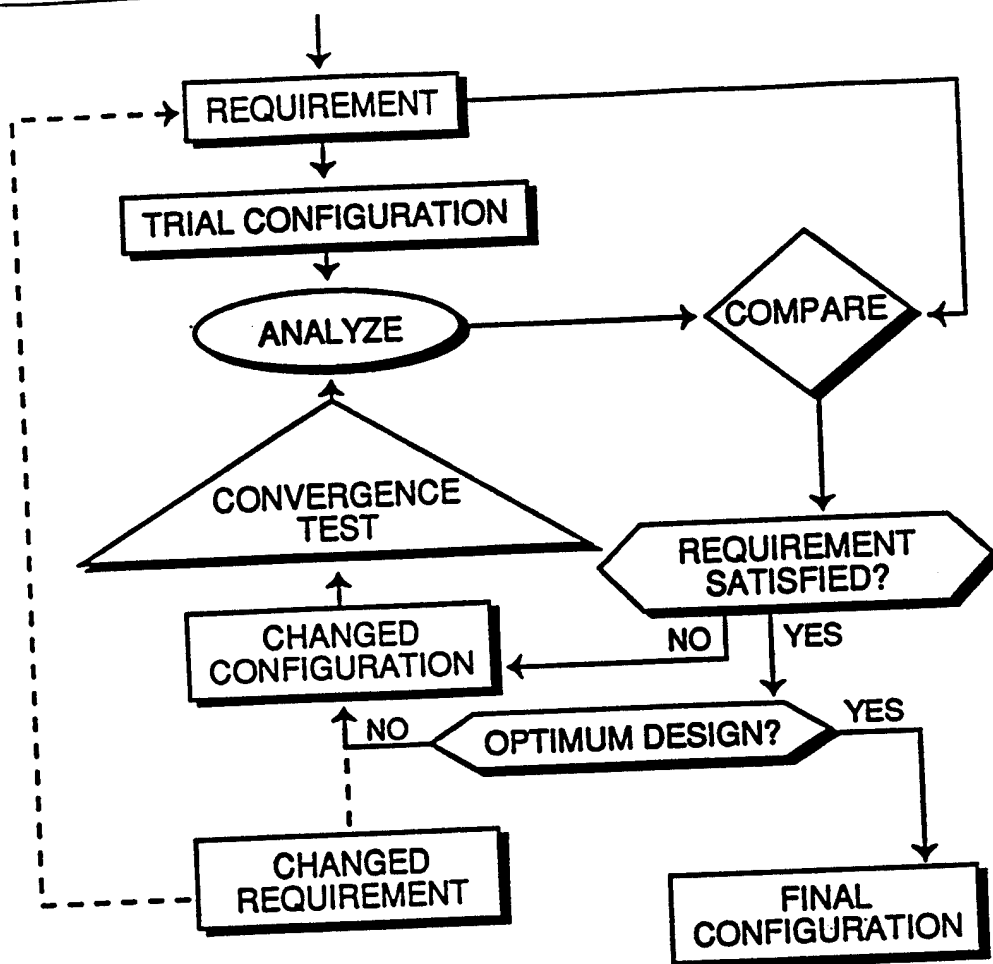 REQUIREMENT
TRIAL CONFIGURATION
ANALYZE
COMPARE
CONVERGENCE
TEST
REQUIREMENT
SATISFIED?
CHANGED
CONFIGURATION
NO
YES
NO
OPTIMUM DESIGN?
YES
CHANGED
REQUIREMENT
FINAL
CONFIGURATION